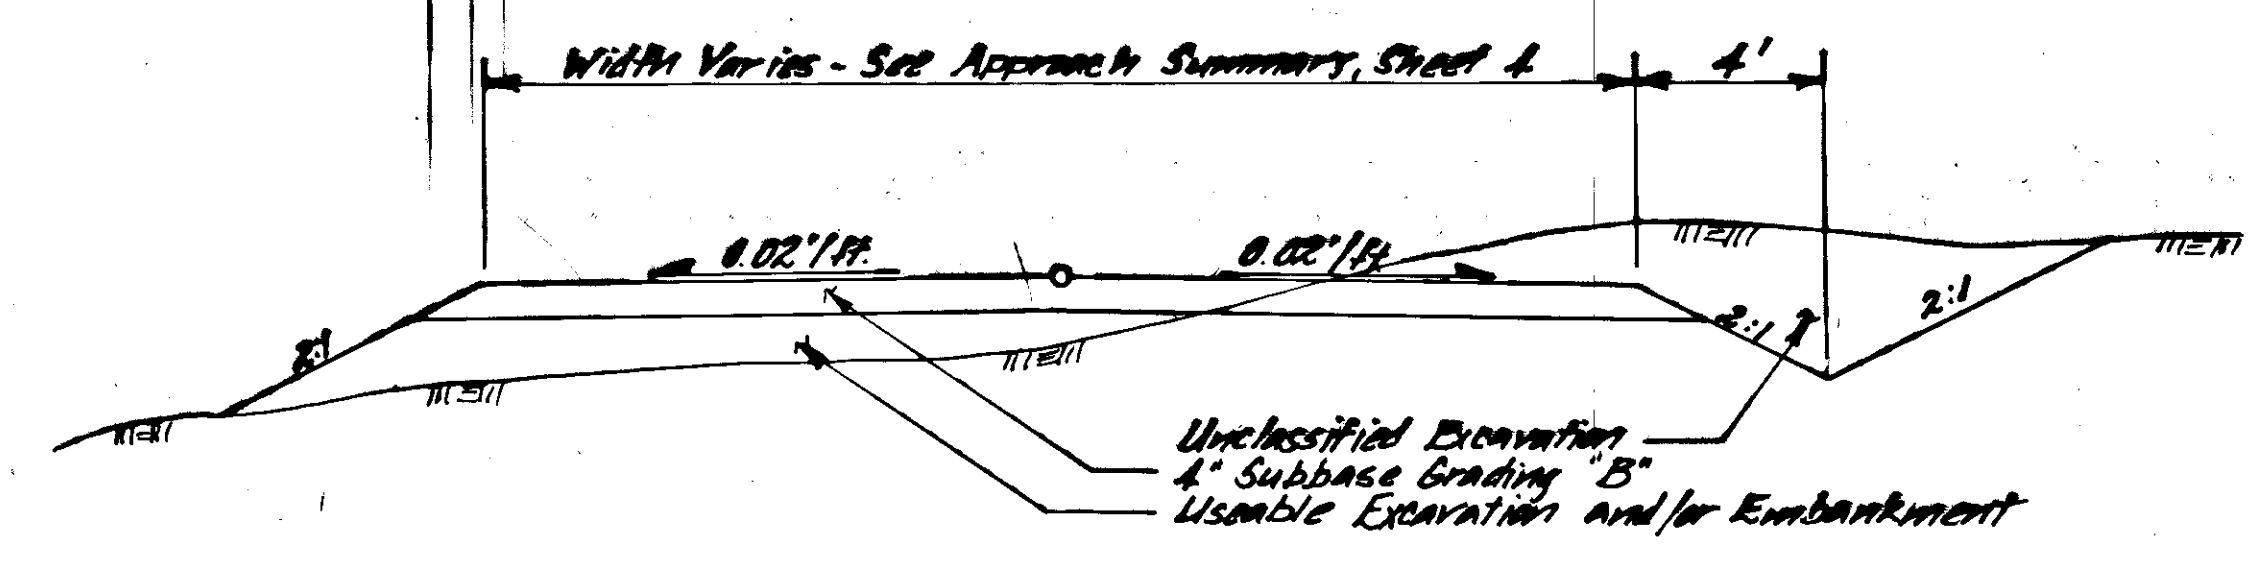 Width Varies - See Approach Summary, Sheet 4
4'
0.02'/ft.
0.02'/ft
2:1
2:1
2:1
Unclassified Excavation
4" Subbase Grading "B"
Useable Excavation and/or Embankment